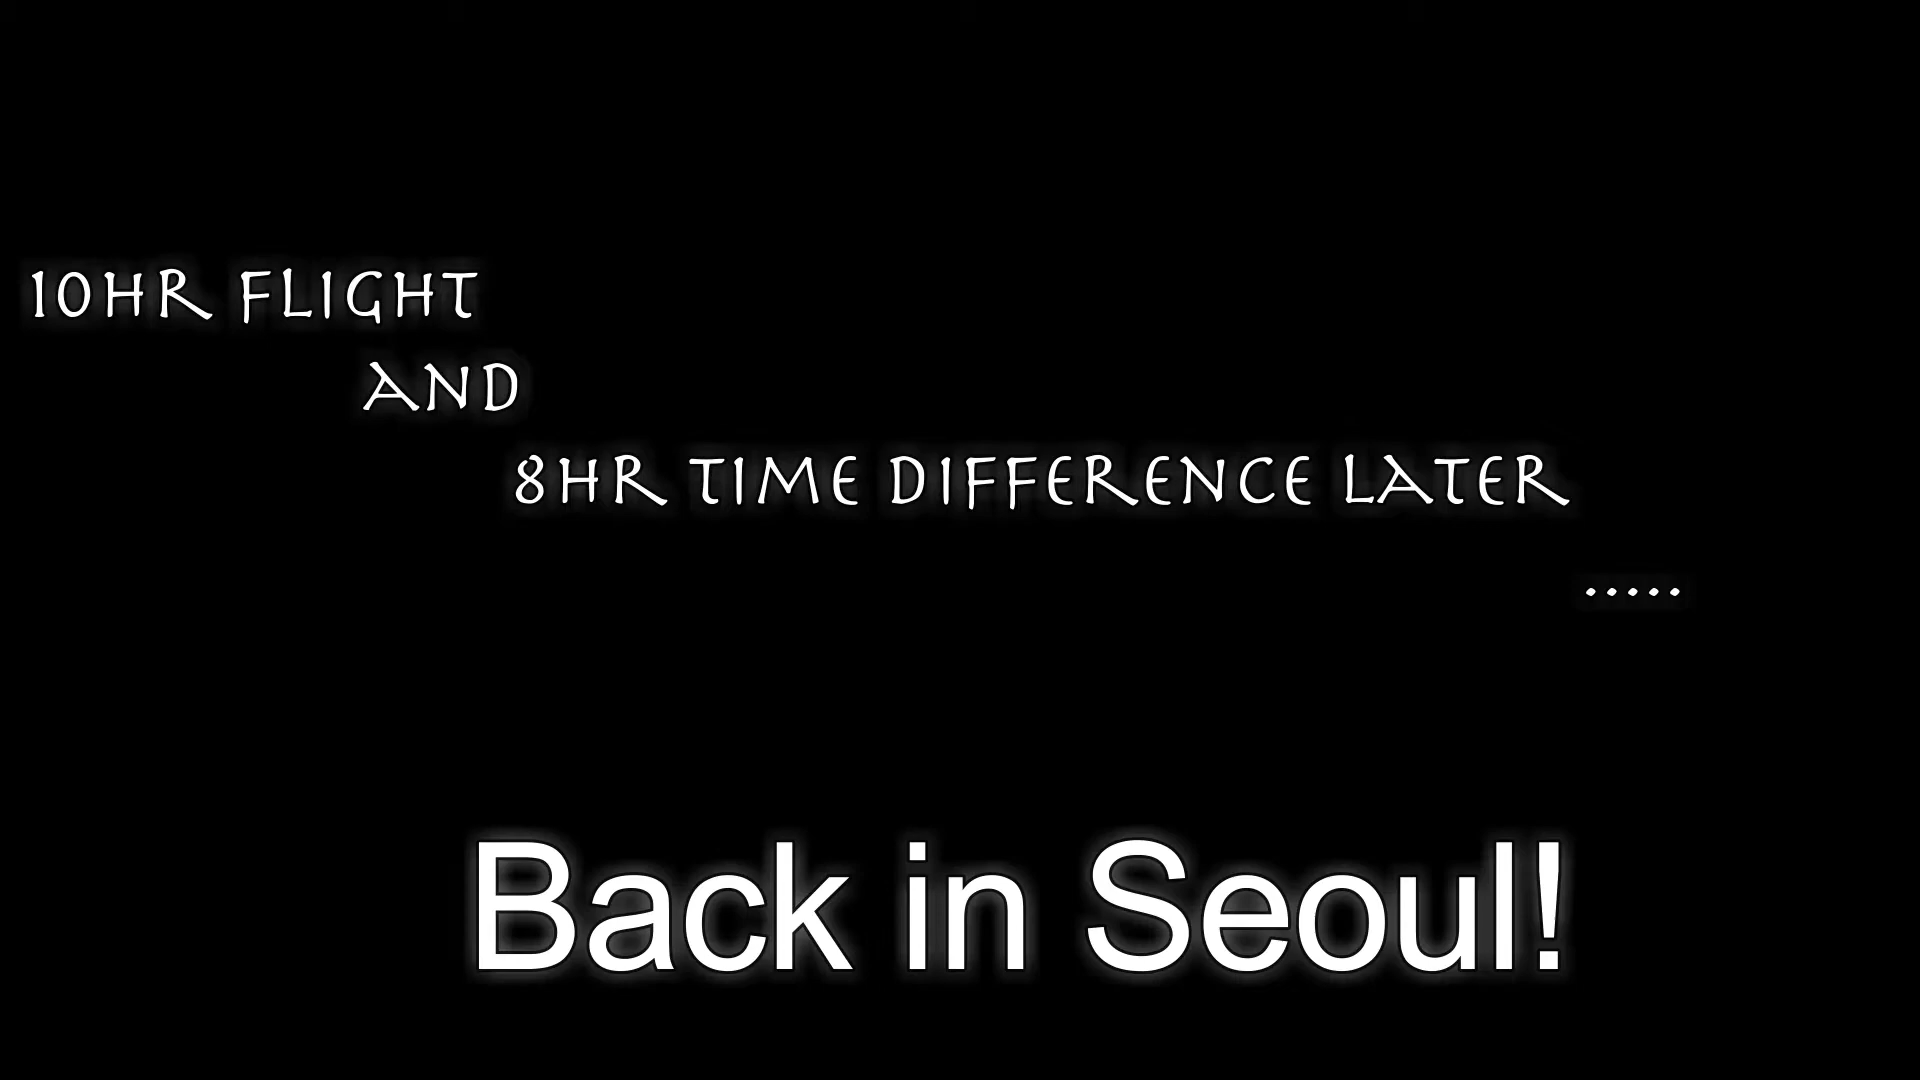 10HR FLIGHT
AND
8HR TIME DIFFERENCE LATER
.....
Back in Seoul!